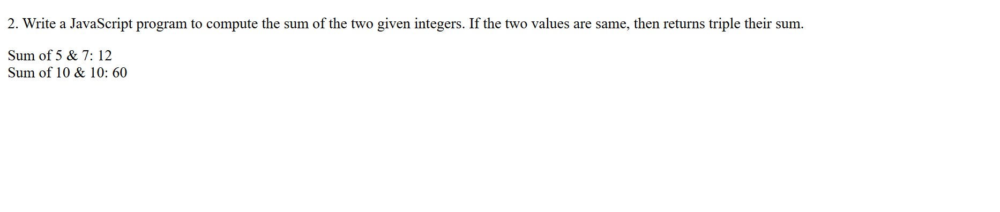 2. Write a JavaScript program to compute the sum of the two given integers. If the two values are same, then returns triple their sum.
Sum of 5 & 7: 12
Sum of 10 & 10: 60